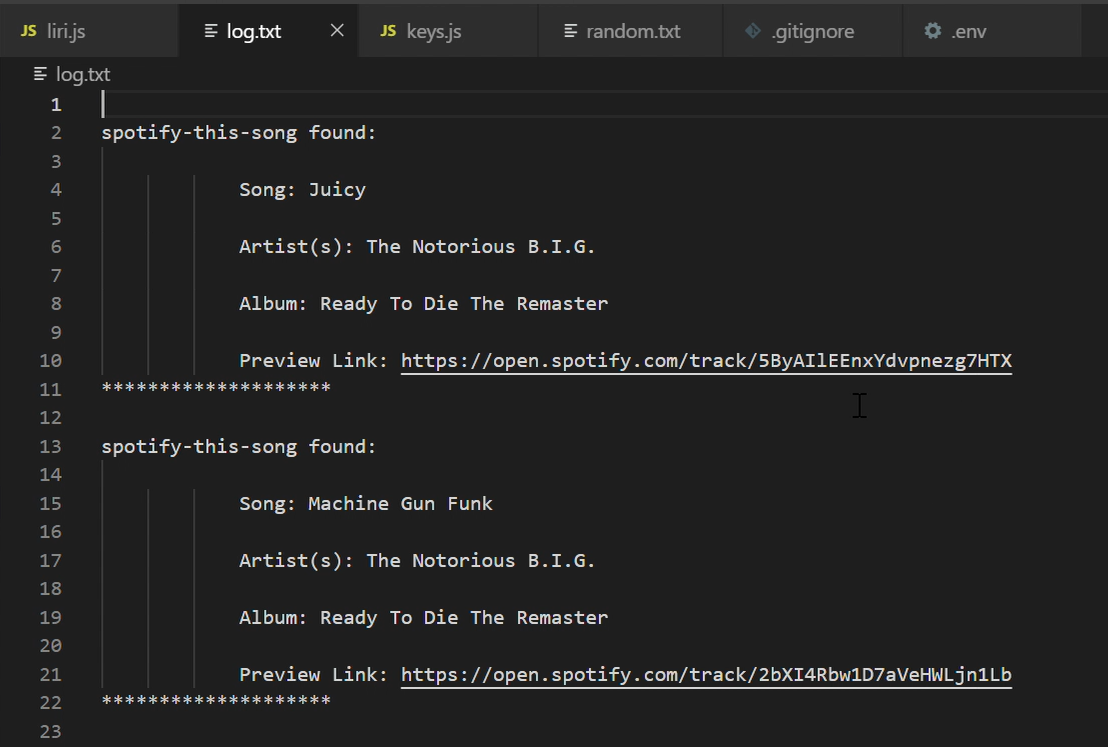 JS liri.js
log.txt
JS keys.js
random.txt
.gitignore
.env
log.txt
1
2 spotify-this-song found:
3
4 Song: Juicy
5
6 Artist(s): The Notorious B.I.G.
7
8 Album: Ready To Die The Remaster
9
10 Preview Link: https://open.spotify.com/track/5ByAIlEEnxYdvpnezg7HTX
11 ********************
12
13 spotify-this-song found:
14
15 Song: Machine Gun Funk
16
17 Artist(s): The Notorious B.I.G.
18
19 Album: Ready To Die The Remaster
20
21 Preview Link: https://open.spotify.com/track/2bXI4Rbw1D7aVeHWLjn1Lb
22 ********************
23